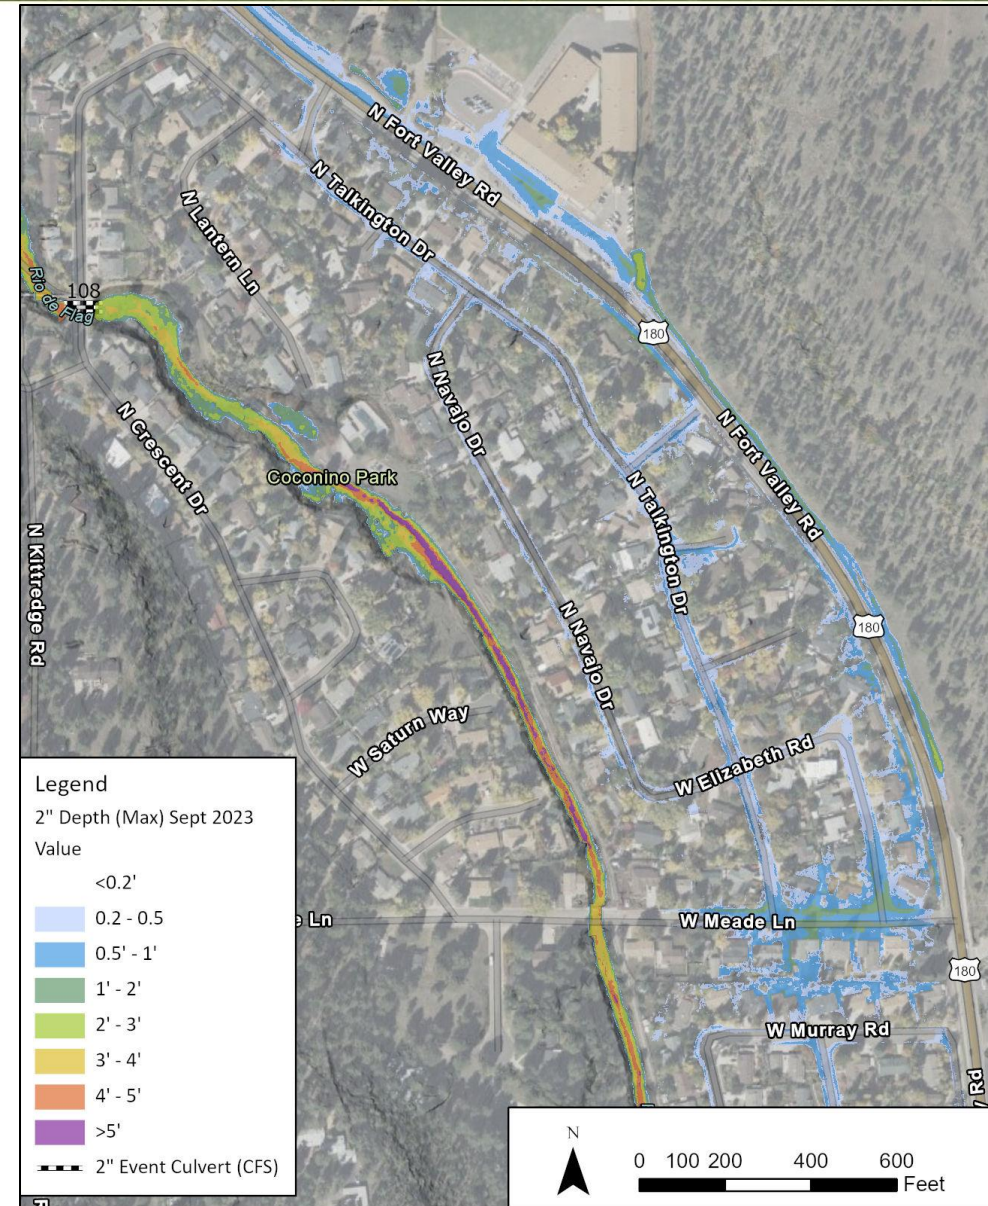 N Fort Valley Rd
N Talkington Dr
N Lantern Ln
Rio de Flag
108
180
N Navajo Dr
N Crescent Dr
N Fort Valley Rd
Coconino Park
N Talkington Dr
N Kittredge Rd
180
N Navajo Dr
W Saturn Way
W Elizabeth Rd
Legend
2" Depth (Max) Sept 2023
Value
<0.2'
0.2 - 0.5
0.5' - 1'
1' - 2'
2' - 3'
3' - 4'
4' - 5'
>5'
2" Event Culvert (CFS)
Ln
W Meade Ln
180
W Murray Rd
Rd
N
0 100 200 400 600
Feet